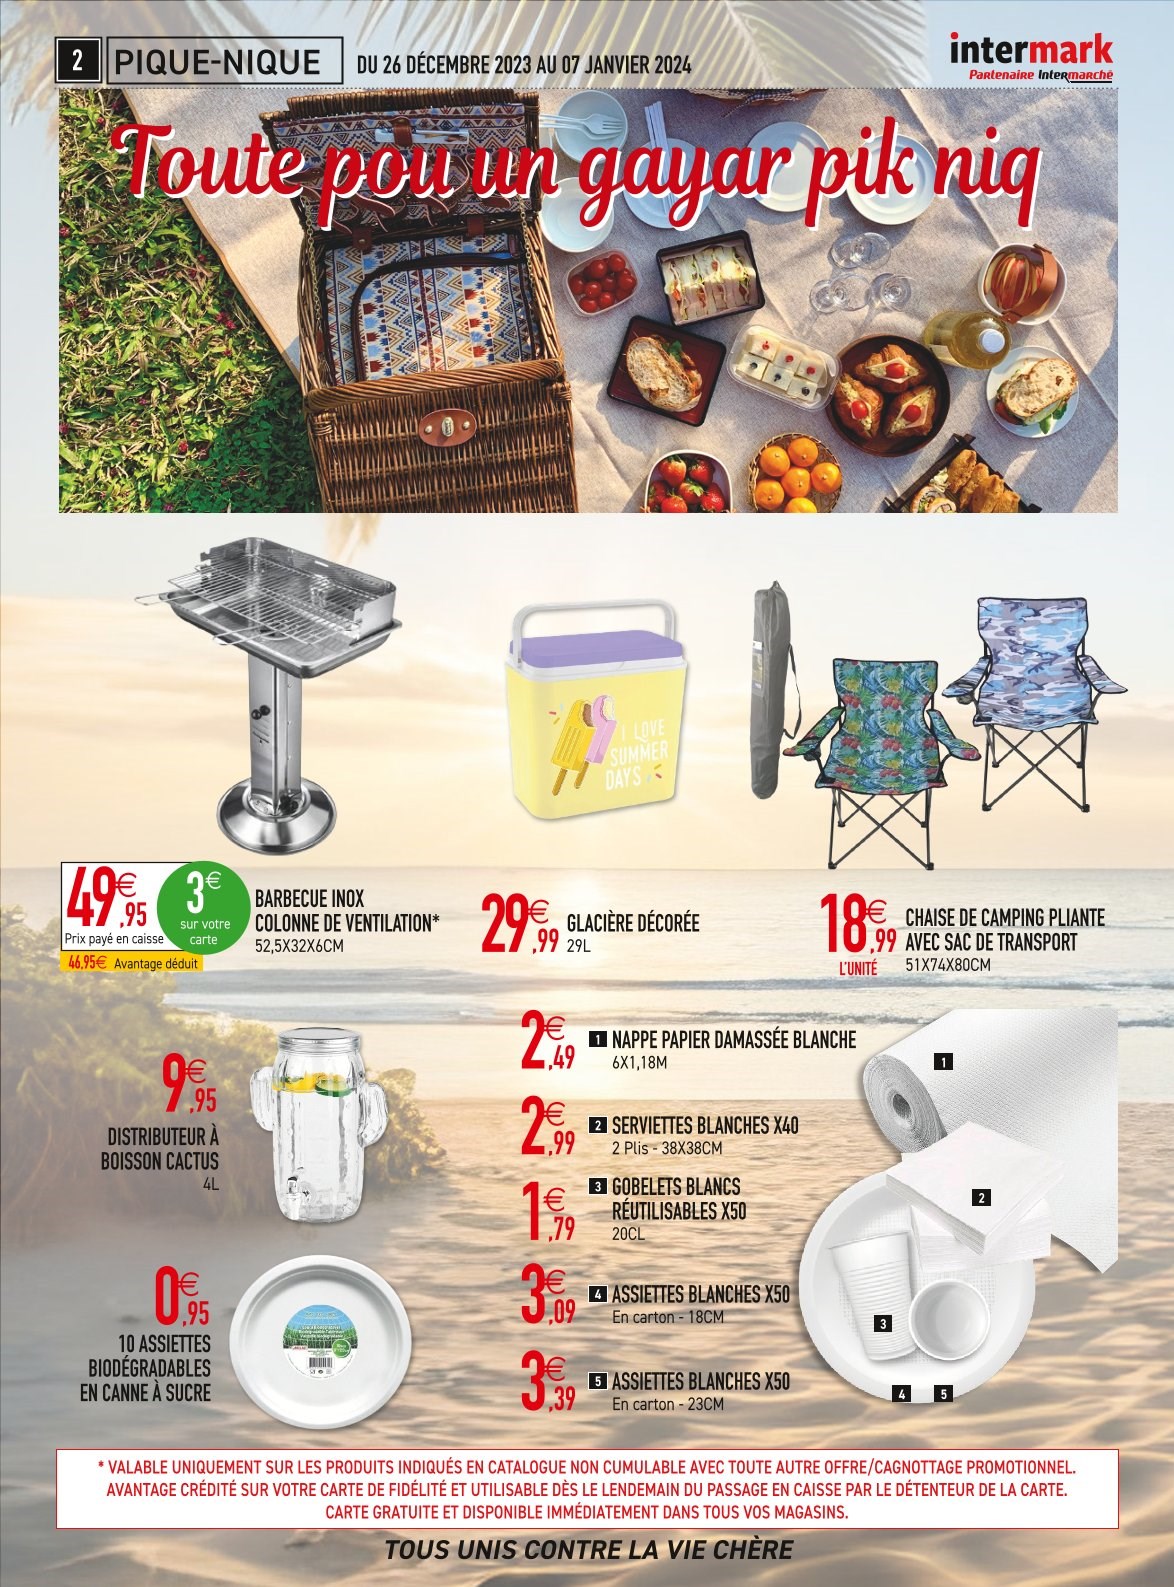 2 PIQUE-NIQUE DU 26 DÉCEMBRE 2023 AU 07 JANVIER 2024
intermark
Partenaire Intermarché
Toute pou un gayar pik niq
I LOVE
SUMMER
DAYS
49€,95
Prix payé en caisse
3€
sur votre
carte
46,95€ Avantage déduit
BARBECUE INOX
COLONNE DE VENTILATION*
52,5X32X6CM
29€,99
GLACIÈRE DÉCORÉE
29L
18€,99
L'UNITÉ
CHAISE DE CAMPING PLIANTE
AVEC SAC DE TRANSPORT
51X74X80CM
9€,95
DISTRIBUTEUR À
BOISSON CACTUS
4L
0€,95
10 ASSIETTES
BIODÉGRADABLES
EN CANNE À SUCRE
2€,49
1 NAPPE PAPIER DAMASSÉE BLANCHE
6X1,18M
2€,99
2 SERVIETTES BLANCHES X40
2 Plis - 38X38CM
1€,79
3 GOBELETS BLANCS
RÉUTILISABLES X50
20CL
3€,09
4 ASSIETTES BLANCHES X50
En carton - 18CM
3€,39
5 ASSIETTES BLANCHES X50
En carton - 23CM
1
2
3
4
5
* VALABLE UNIQUEMENT SUR LES PRODUITS INDIQUÉS EN CATALOGUE NON CUMULABLE AVEC TOUTE AUTRE OFFRE/CAGNOTTAGE PROMOTIONNEL.
AVANTAGE CRÉDITÉ SUR VOTRE CARTE DE FIDÉLITÉ ET UTILISABLE DÈS LE LENDEMAIN DU PASSAGE EN CAISSE PAR LE DÉTENTEUR DE LA CARTE.
CARTE GRATUITE ET DISPONIBLE IMMÉDIATEMENT DANS TOUS VOS MAGASINS.
TOUS UNIS CONTRE LA VIE CHÈRE